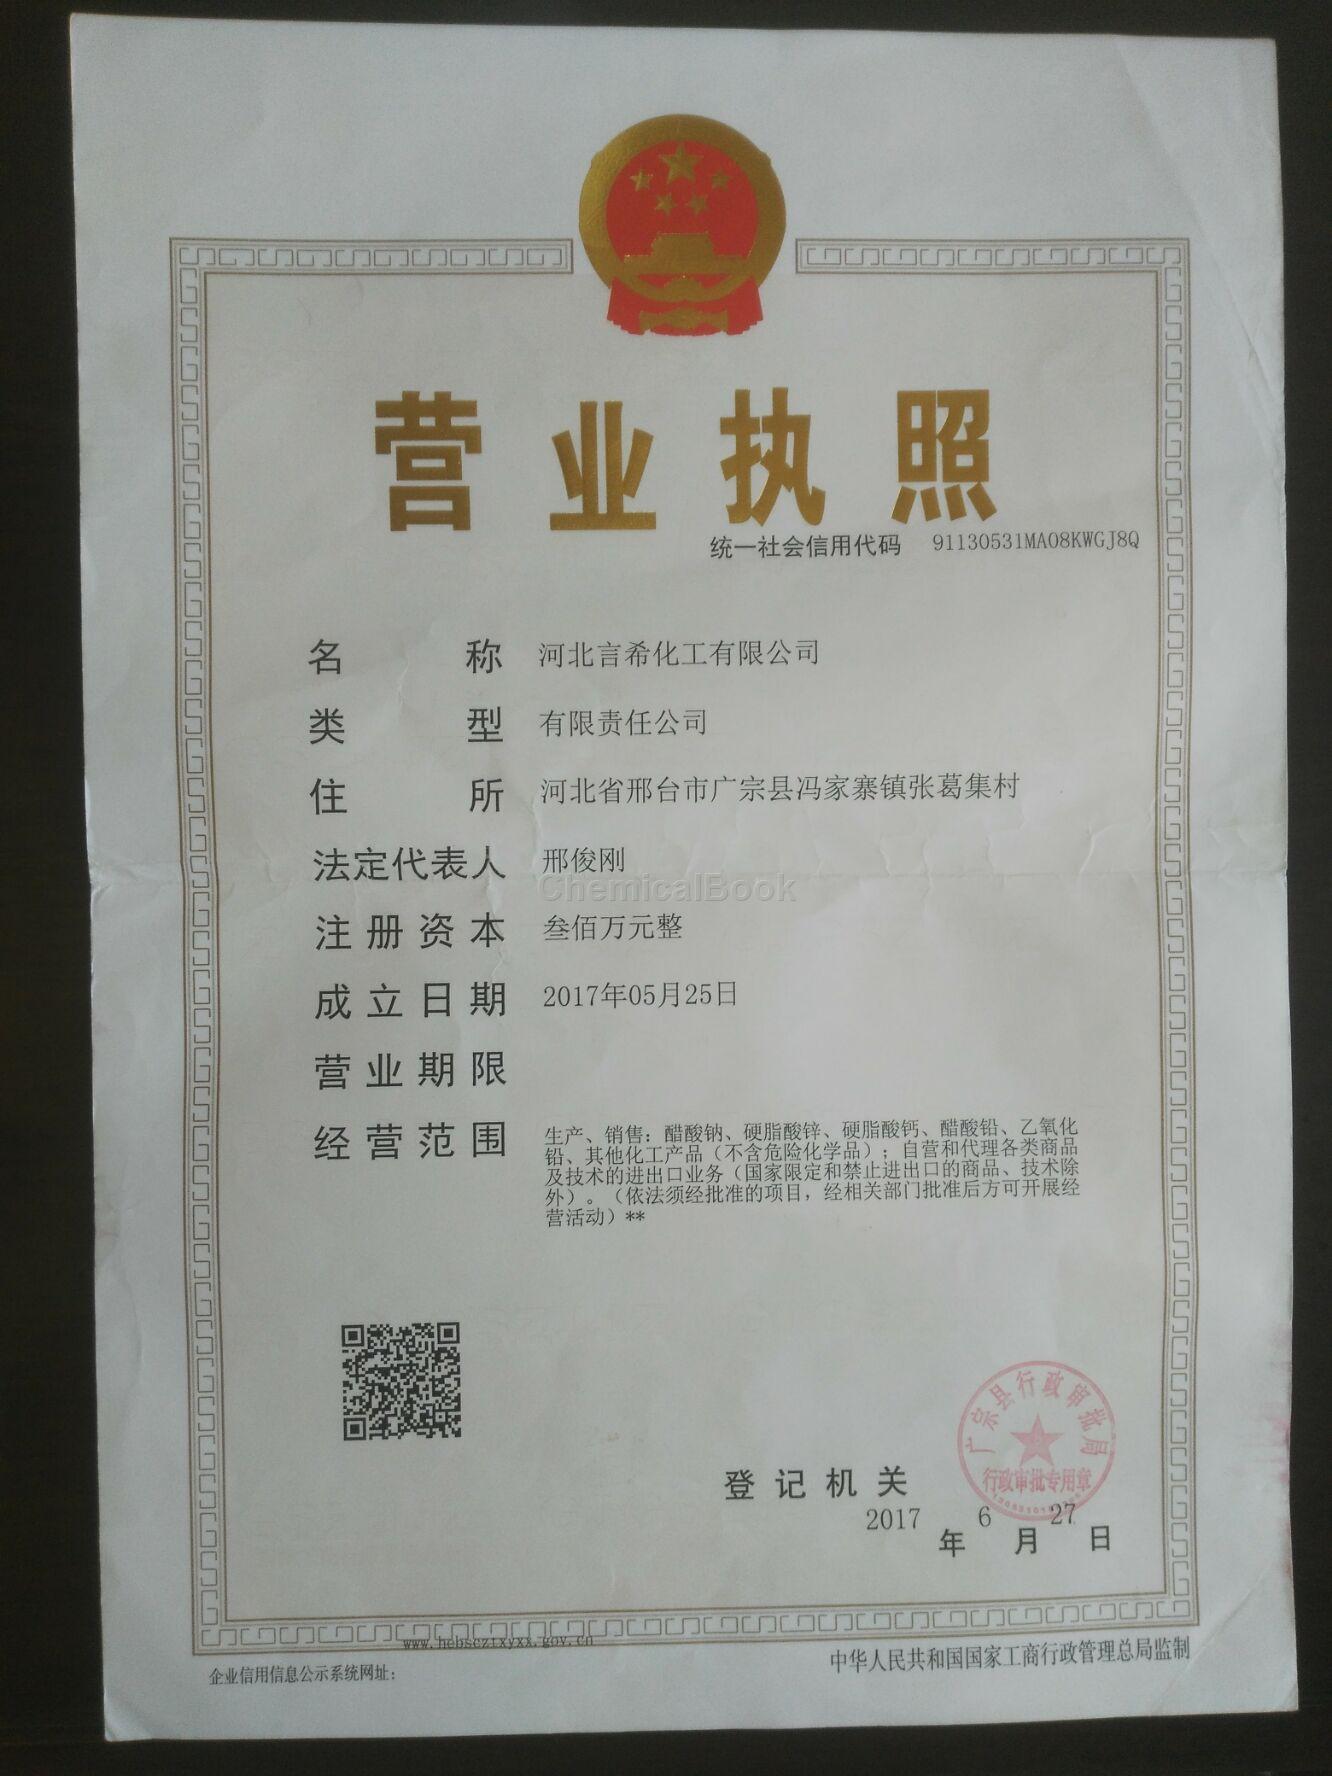 营业执照
统一社会信用代码 91130531MA08KWGJ8Q
名称 河北言希化工有限公司
类型 有限责任公司
住所 河北省邢台市广宗县冯家寨镇张葛集村
法定代表人 邢俊刚
ChemicalBook
注册资本 叁佰万元整
成立日期 2017年05月25日
营业期限
经营范围 生产、销售：醋酸钠、硬脂酸锌、硬脂酸钙、醋酸铅、乙氧化
铅、其他化工产品（不含危险化学品）；自营和代理各类商品
及技术的进出口业务（国家限定和禁止进出口的商品、技术除
外）。（依法须经批准的项目，经相关部门批准后方可开展经
营活动）**
广宗县行政审批局
行政审批专用章
登记机关
2017年6月27日
www.hebscztxyxx.gov.cn
企业信用信息公示系统网址：
中华人民共和国国家工商行政管理总局监制